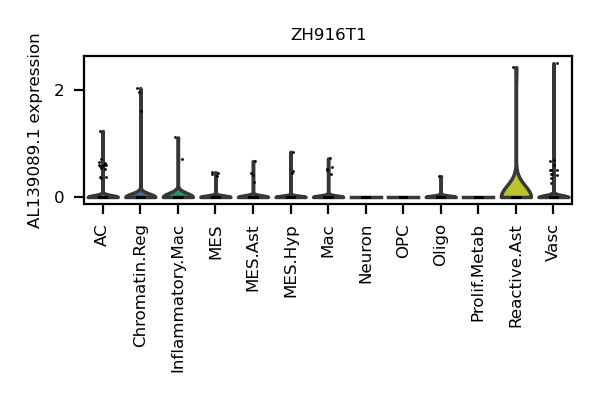 ZH916T1
AL139089.1 expression
2
0
AC
Chromatin.Reg
Inflammatory.Mac
MES
MES.Ast
MES.Hyp
Mac
Neuron
OPC
Oligo
Prolif.Metab
Reactive.Ast
Vasc